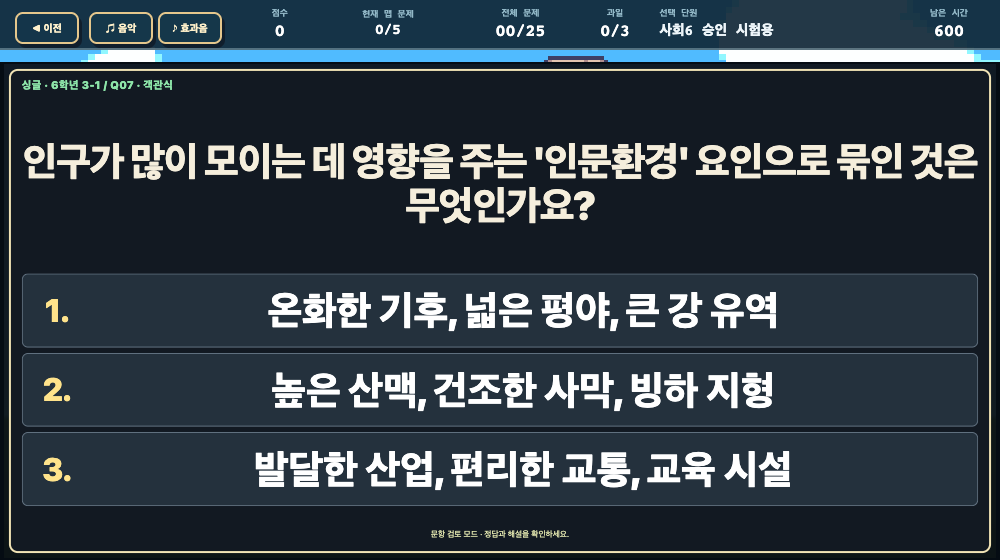 ◀ 이전
♫ 음악
♪ 효과음
점수
0
현재 맵 문제
0/5
전체 문제
00/25
과일
0/3
선택 단원
사회6 승인 시험용
남은 시간
600
싱글 · 6학년 3-1 / Q07 · 객관식
인구가 많이 모이는 데 영향을 주는 '인문환경' 요인으로 묶인 것은
무엇인가요?
1. 온화한 기후, 넓은 평야, 큰 강 유역
2. 높은 산맥, 건조한 사막, 빙하 지형
3. 발달한 산업, 편리한 교통, 교육 시설
문항 검토 모드 · 정답과 해설을 확인하세요.